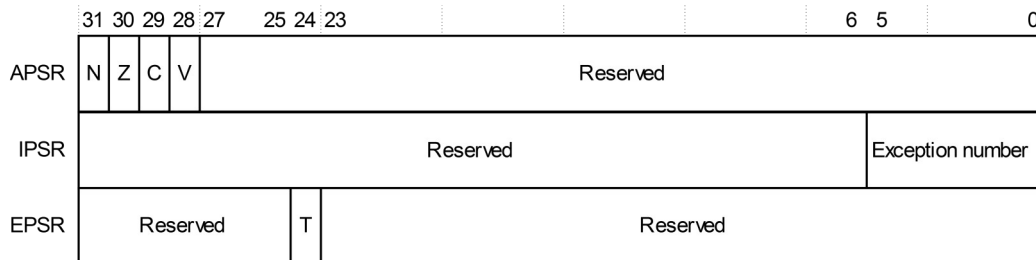 31 30 29 28 27 25 24 23 6 5 0
APSR N Z C V Reserved
IPSR Reserved Exception number
EPSR Reserved T Reserved